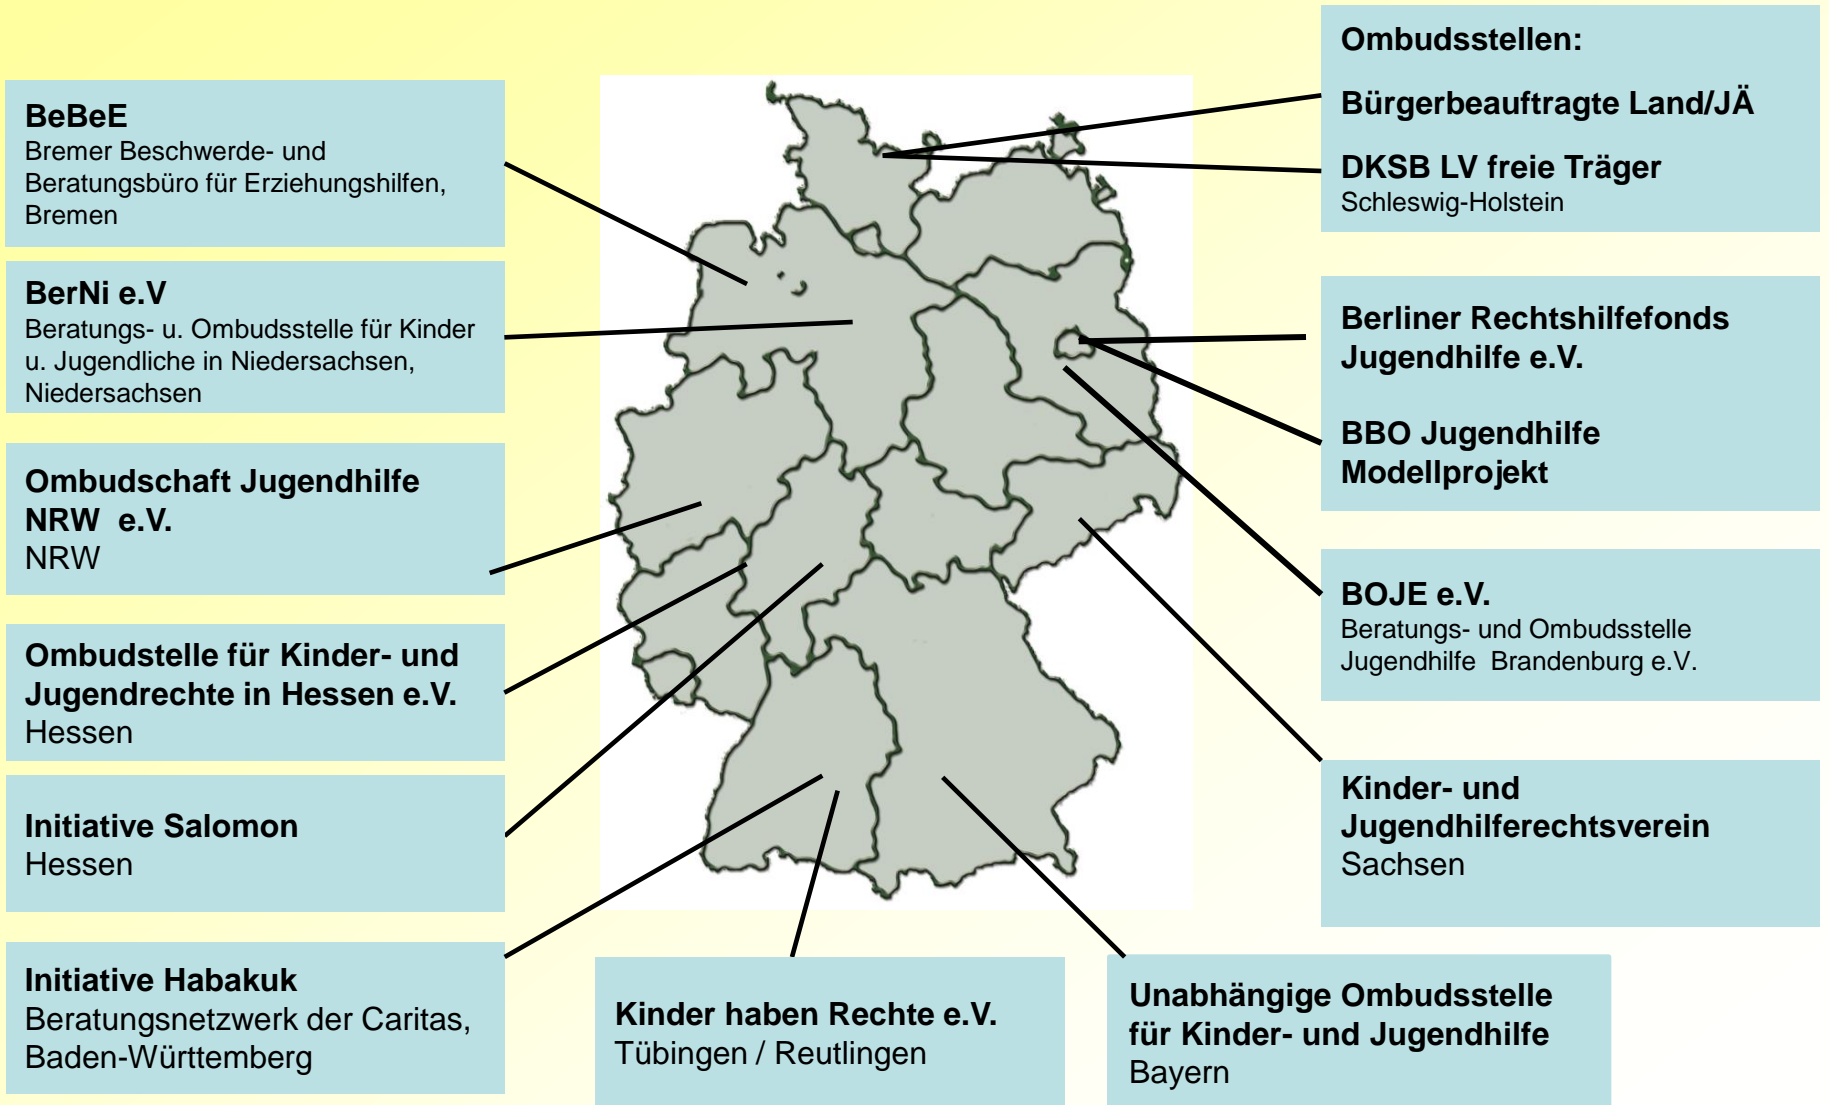 BeBeE
Bremer Beschwerde- und
Beratungsbüro für Erziehungshilfen,
Bremen
BerNi e.V
Beratungs- u. Ombudsstelle für Kinder
u. Jugendliche in Niedersachsen,
Niedersachsen
Ombudschaft Jugendhilfe
NRW  e.V.
NRW
Ombudstelle für Kinder- und
Jugendrechte in Hessen e.V.
Hessen
Initiative Salomon
Hessen
Initiative Habakuk
Beratungsnetzwerk der Caritas,
Baden-Württemberg
Kinder haben Rechte e.V.
Tübingen / Reutlingen
Unabhängige Ombudsstelle
für Kinder- und Jugendhilfe
Bayern
Ombudsstellen:
Bürgerbeauftragte Land/JÄ
DKSB LV freie Träger
Schleswig-Holstein
Berliner Rechtshilfefonds
Jugendhilfe e.V.
BBO Jugendhilfe
Modellprojekt
BOJE e.V.
Beratungs- und Ombudsstelle
Jugendhilfe  Brandenburg e.V.
Kinder- und
Jugendhilferechtsverein
Sachsen